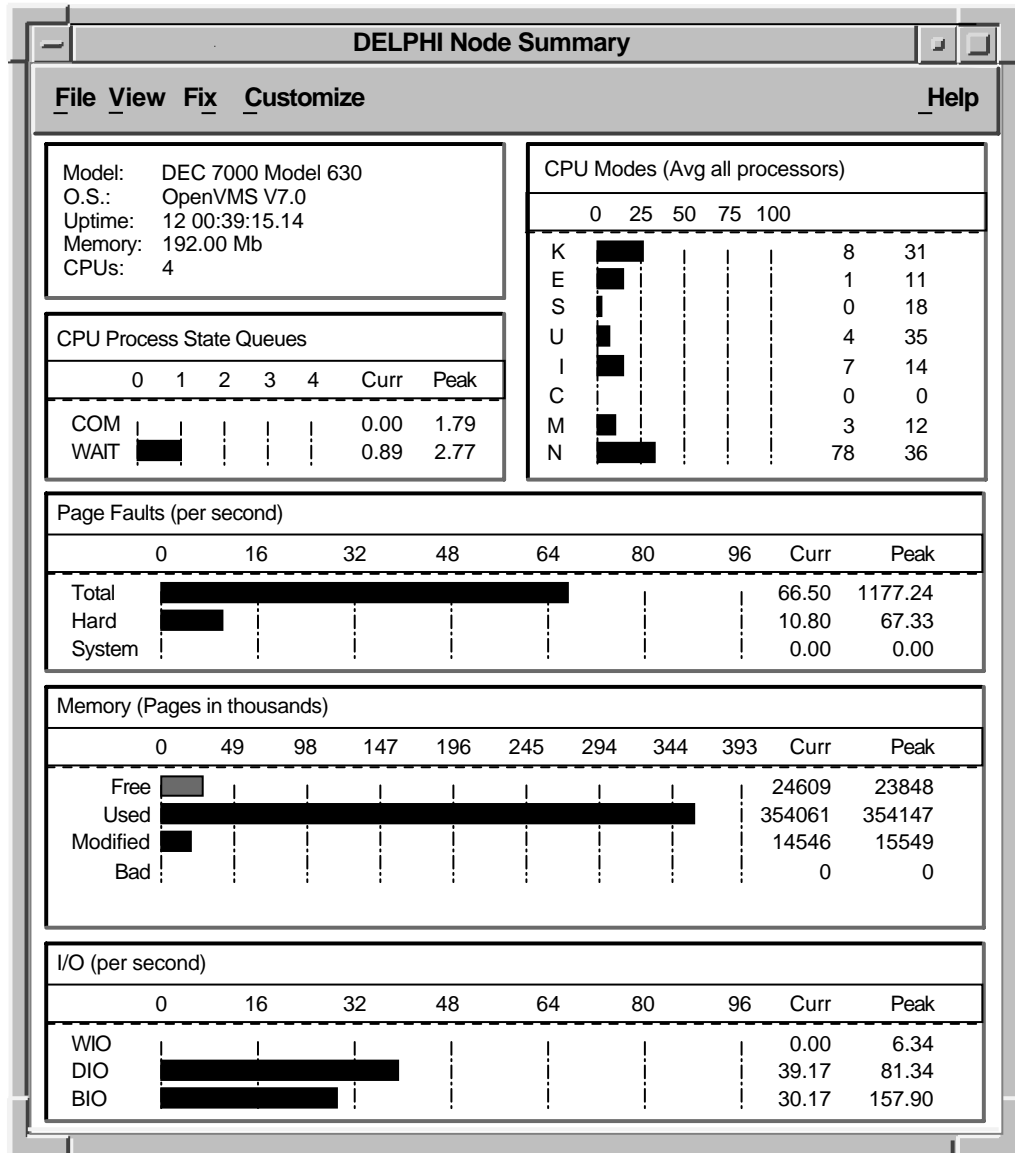 DELPHI Node Summary
File View Fix Customize Help
Model: DEC 7000 Model 630
O.S.: OpenVMS V7.0
Uptime: 12 00:39:15.14
Memory: 192.00 Mb
CPUs: 4
CPU Modes (Avg all processors)
0 25 50 75 100
K 8 31
E 1 11
S 0 18
U 4 35
I 7 14
C 0 0
M 3 12
N 78 36
CPU Process State Queues
0 1 2 3 4 Curr Peak
COM 0.00 1.79
WAIT 0.89 2.77
Page Faults (per second)
0 16 32 48 64 80 96 Curr Peak
Total 66.50 1177.24
Hard 10.80 67.33
System 0.00 0.00
Memory (Pages in thousands)
0 49 98 147 196 245 294 344 393 Curr Peak
Free 24609 23848
Used 354061 354147
Modified 14546 15549
Bad 0 0
I/O (per second)
0 16 32 48 64 80 96 Curr Peak
WIO 0.00 6.34
DIO 39.17 81.34
BIO 30.17 157.90